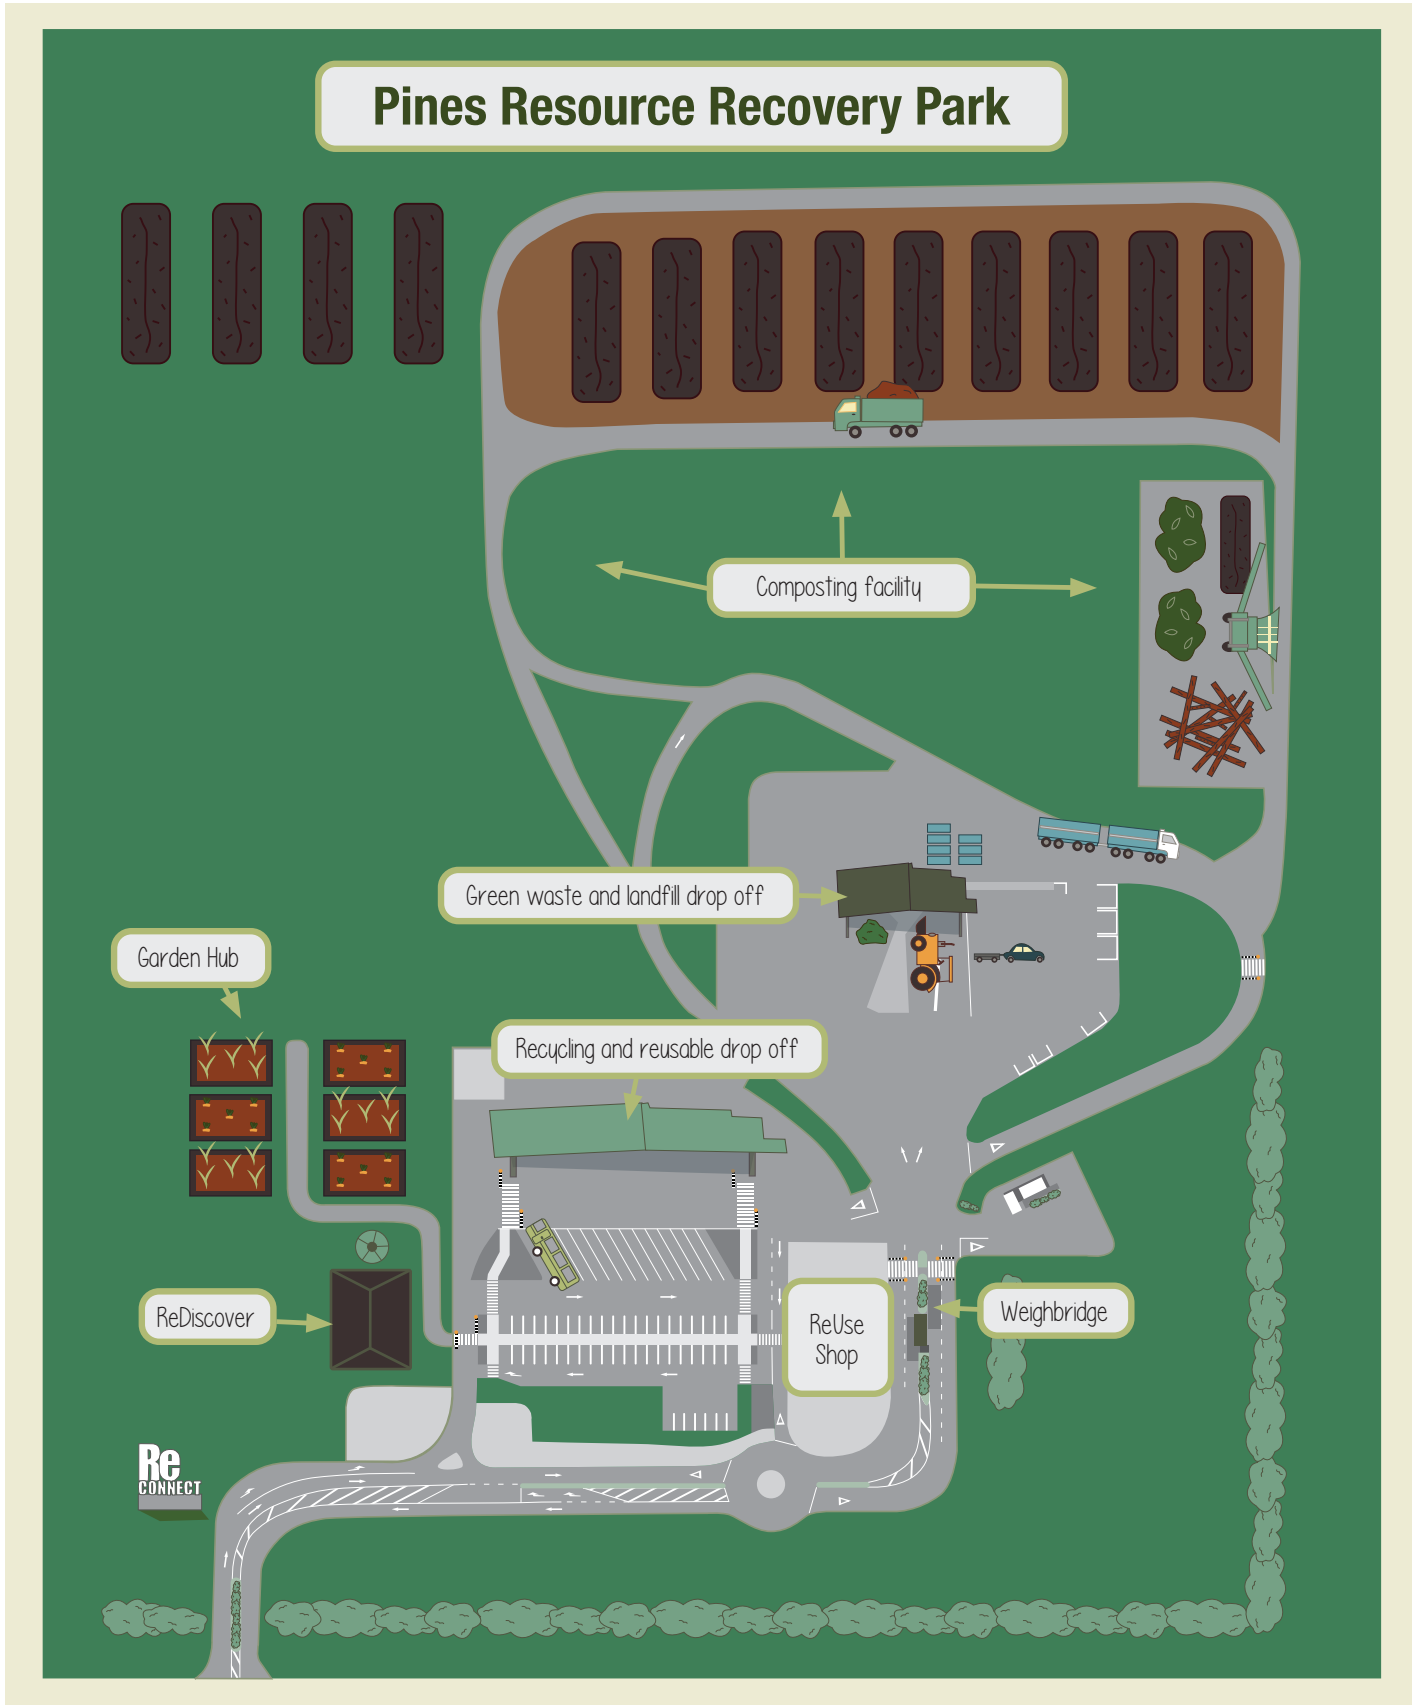 Pines Resource Recovery Park
Composting facility
Green waste and landfill drop off
Garden Hub
Recycling and reusable drop off
ReDiscover
ReUse
Shop
Weighbridge
Re
CONNECT